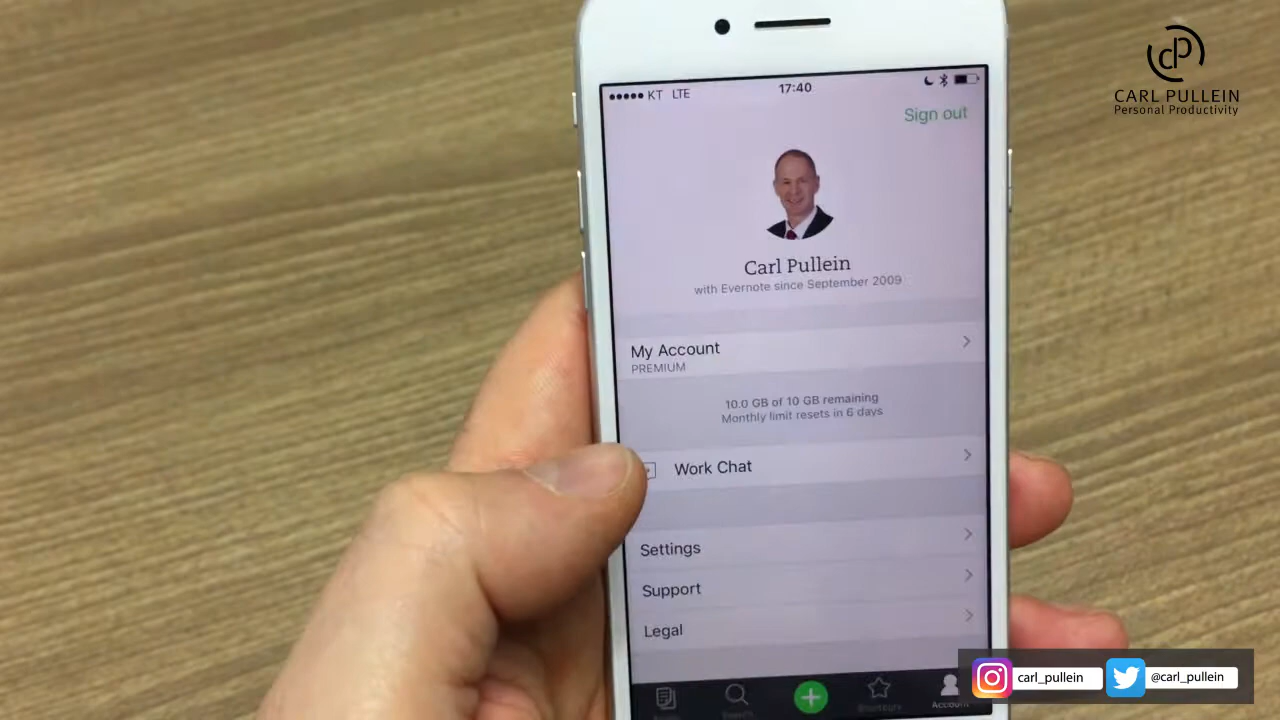 KT LTE
17:40
Sign out
Carl Pullein
with Evernote since September 2009
My Account
PREMIUM
10.0 GB of 10 GB remaining
Monthly limit resets in 6 days
Work Chat
Settings
Support
Legal
Shortcuts
Account
CARL PULLEIN
Personal Productivity
carl_pullein
@carl_pullein